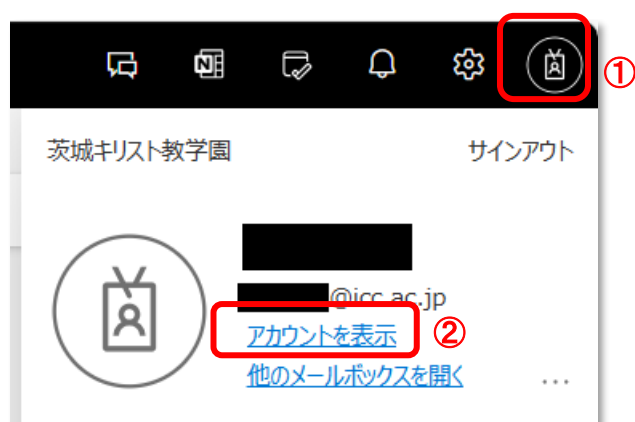 ①
茨城キリスト教学園 サインアウト
@icc.ac.jp
アカウントを表示 ②
他のメールボックスを開く ...